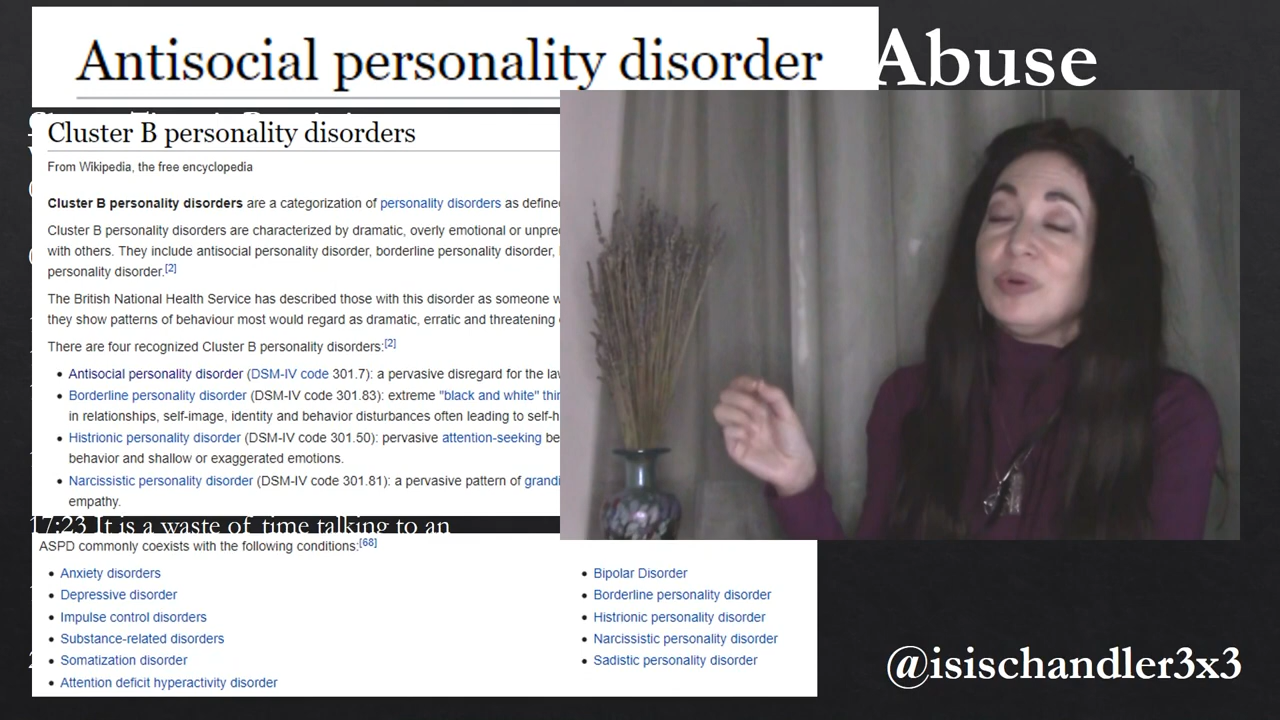 Antisocial personality disorder
Abuse
Cluster B personality disorders
From Wikipedia, the free encyclopedia
Cluster B personality disorders are a categorization of personality disorders as define
Cluster B personality disorders are characterized by dramatic, overly emotional or unpre
with others. They include antisocial personality disorder, borderline personality disorder,
personality disorder.[2]
The British National Health Service has described those with this disorder as someone w
they show patterns of behaviour most would regard as dramatic, erratic and threatening
There are four recognized Cluster B personality disorders:[2]
• Antisocial personality disorder (DSM-IV code 301.7): a pervasive disregard for the la
• Borderline personality disorder (DSM-IV code 301.83): extreme "black and white" thi
in relationships, self-image, identity and behavior disturbances often leading to self-h
• Histrionic personality disorder (DSM-IV code 301.50): pervasive attention-seeking be
behavior and shallow or exaggerated emotions.
• Narcissistic personality disorder (DSM-IV code 301.81): a pervasive pattern of grandi
empathy.
17:23 It is a waste of time talking to an
ASPD commonly coexists with the following conditions:[68]
• Anxiety disorders
• Depressive disorder
• Impulse control disorders
• Substance-related disorders
• Somatization disorder
• Attention deficit hyperactivity disorder
• Bipolar Disorder
• Borderline personality disorder
• Histrionic personality disorder
• Narcissistic personality disorder
• Sadistic personality disorder
@isischandler3x3